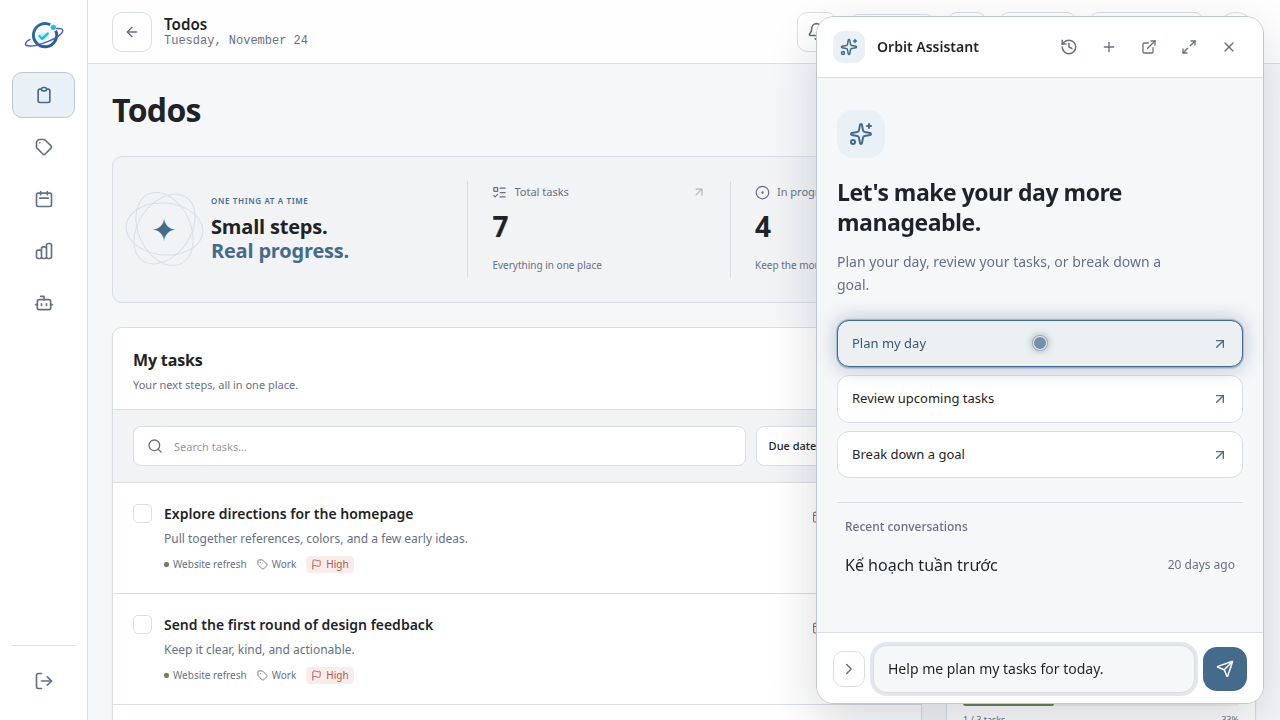 Todos
Tuesday, November 24
Todos
ONE THING AT A TIME
Small steps.
Real progress.
Total tasks
7
Everything in one place
4
My tasks
Your next steps, all in one place.
Search tasks...
Due date
Explore directions for the homepage
Pull together references, colors, and a few early ideas.
Website refresh
Work
High
Send the first round of design feedback
Keep it clear, kind, and actionable.
Website refresh
Work
High
Orbit Assistant
Let's make your day more
manageable.
Plan your day, review your tasks, or break down a
goal.
Plan my day
Review upcoming tasks
Break down a goal
Recent conversations
Kế hoạch tuần trước
20 days ago
Help me plan my tasks for today.